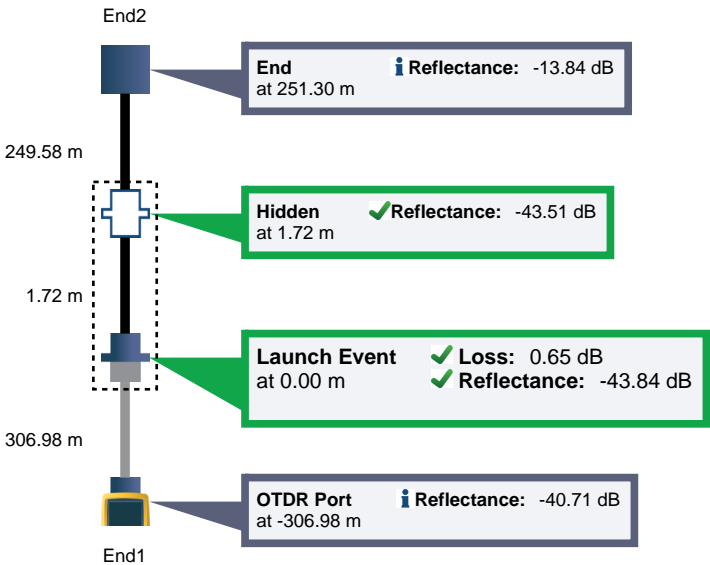 End2
End Reflectance: -13.84 dB
at 251.30 m
249.58 m
Hidden Reflectance: -43.51 dB
at 1.72 m
1.72 m
Launch Event Loss: 0.65 dB
at 0.00 m Reflectance: -43.84 dB
306.98 m
OTDR Port Reflectance: -40.71 dB
at -306.98 m
End1